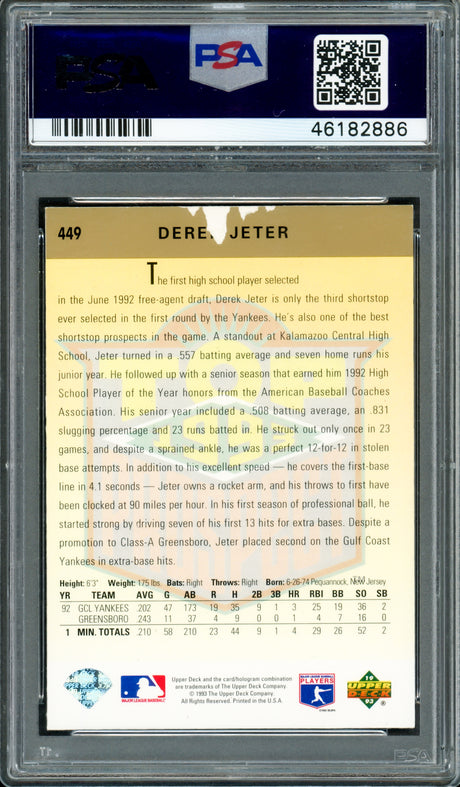 PSA
PSA
46182886
449
DEREK JETER
The first high school player selected
in the June 1992 free-agent draft, Derek Jeter is only the third shortstop
ever selected in the first round by the Yankees. He's also one of the best
shortstop prospects in the game. A standout at Kalamazoo Central High
School, Jeter turned in a .557 batting average and seven home runs his
junior year. He followed up with a senior season that earned him 1992 High
School Player of the Year honors from the American Baseball Coaches
Association. His senior year included a .508 batting average, an .831
slugging percentage and 23 runs batted in. He struck out only once in 23
games, and despite a sprained ankle, he was a perfect 12-for-12 in stolen
base attempts. In addition to his excellent speed — he covers the first-base
line in 4.1 seconds — Jeter owns a rocket arm, and his throws to first have
been clocked at 90 miles per hour. In his first season of professional ball, he
started strong by driving seven of his first 13 hits for extra bases. Despite a
promotion to Class-A Greensboro, Jeter placed second on the Gulf Coast
Yankees in extra-base hits.
Height: 6'3" Weight: 175 lbs. Bats: Right Throws: Right Born: 6-26-74 Pequannock, New Jersey
YR TEAM AVG G AB R H 2B 3B HR RBI BB SO SB
92 GCL YANKEES 202 47 173 19 35 9 1 3 25 19 36 2
GREENSBORO 243 11 37 4 9 0 0 1 4 7 16 0
1 MIN. TOTALS 210 58 210 23 44 9 1 4 29 26 52 2
Upper Deck and the card/hologram combination
are trademarks of The Upper Deck Company
© 1993 The Upper Deck Company
All Rights Reserved. Printed in the U.S.A.
MAJOR LEAGUE BASEBALL
MAJOR LEAGUE BASEBALL
PLAYERS
19
UPPER
DECK
93
®
PSA